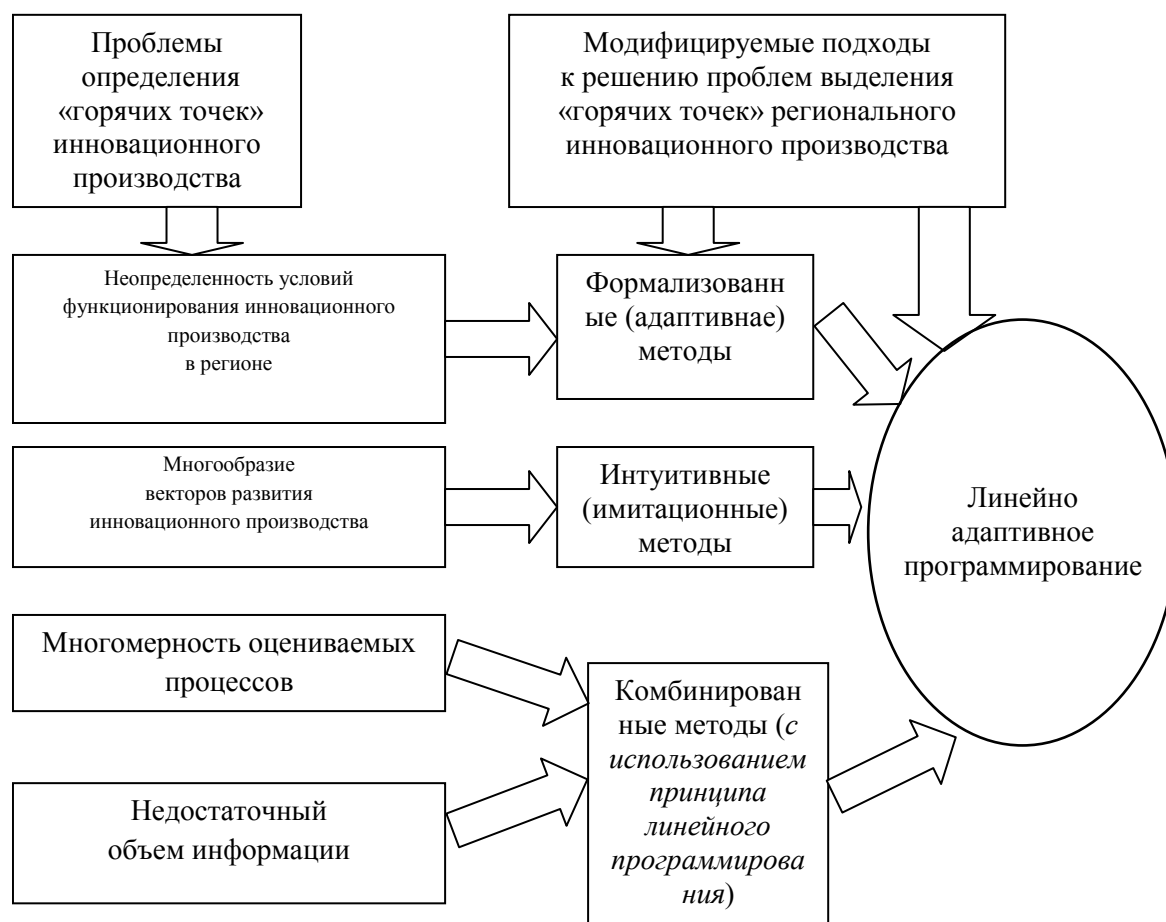 Проблемы
определения
«горячих точек»
инновационного
производства
Модифицируемые подходы
к решению проблем выделения
«горячих точек» регионального
инновационного производства
Неопределенность условий
функционирования инновационного
производства
в регионе
Формализованн
ые (адаптивнае)
методы
Многообразие
векторов развития
инновационного производства
Интуитивные
(имитационные)
методы
Линейно
адаптивное
программирование
Многомерность оцениваемых
процессов
Комбинирован
ные методы (с
использованием
принципа
линейного
программирова
ния)
Недостаточный
объем информации